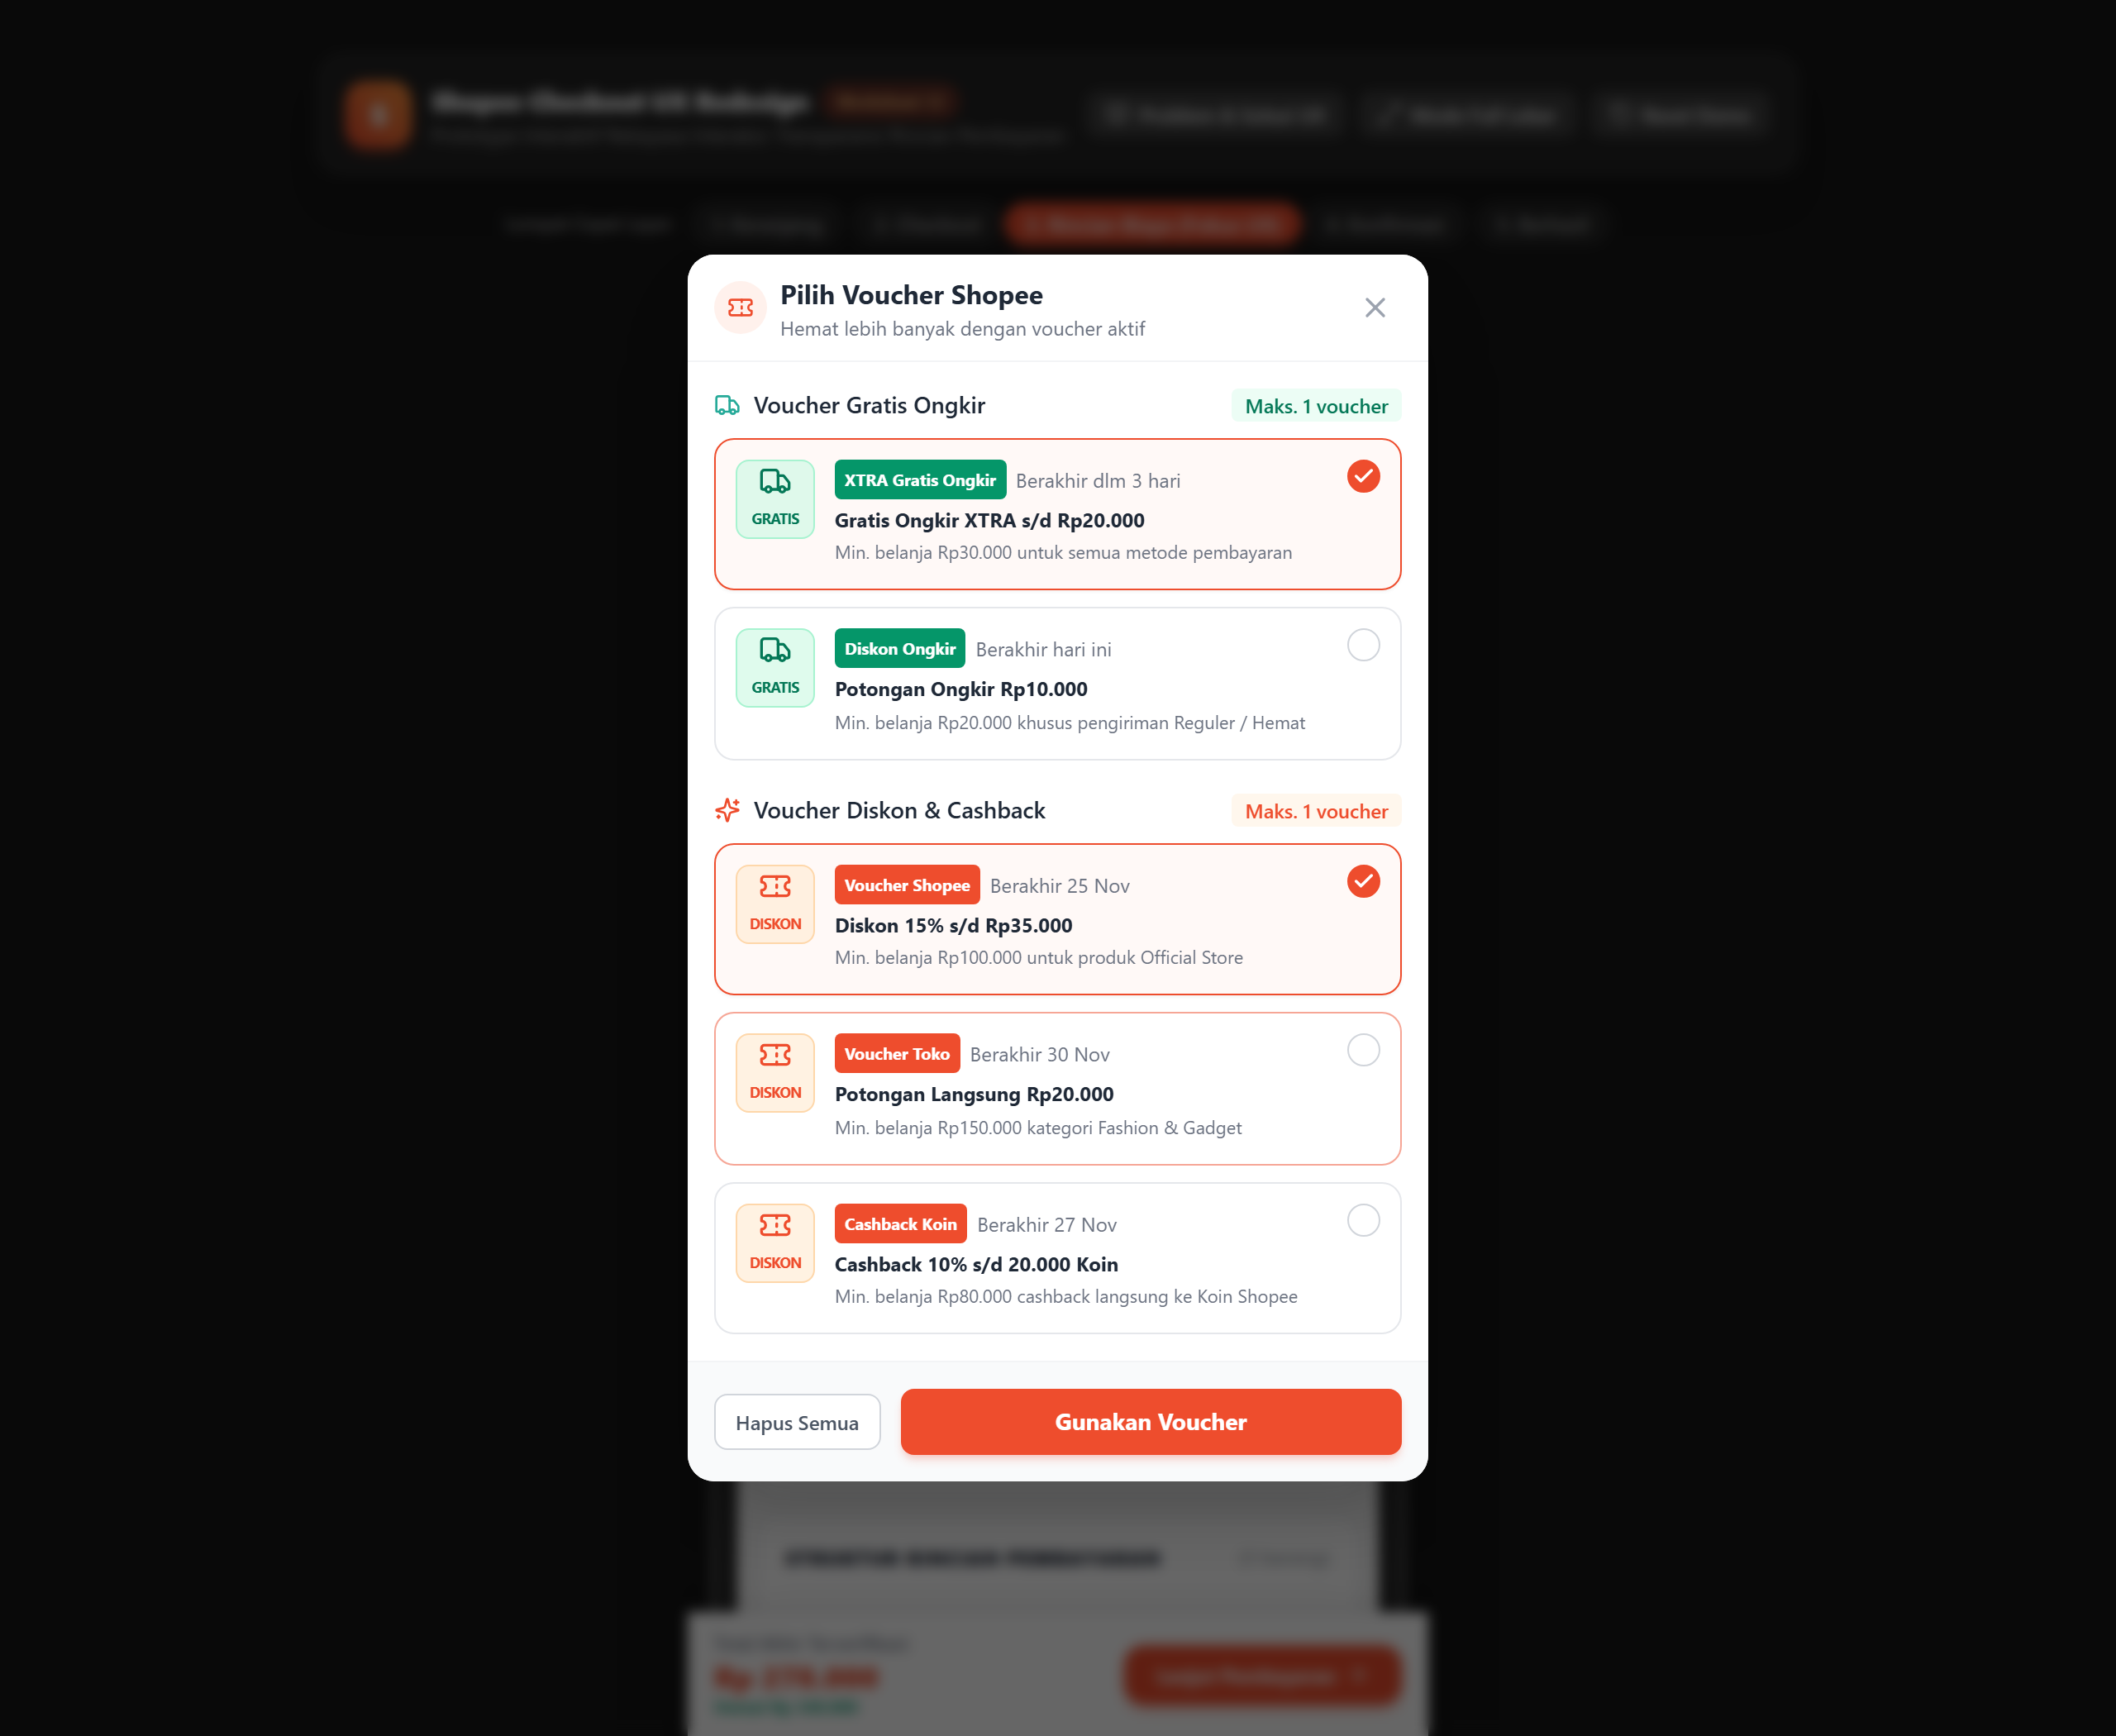 Shopee Checkout UX Redesign
Pilih Voucher Shopee
Hemat lebih banyak dengan voucher aktif
Voucher Gratis Ongkir
Maks. 1 voucher
XTRA Gratis Ongkir Berakhir dlm 3 hari
GRATIS
Gratis Ongkir XTRA s/d Rp20.000
Min. belanja Rp30.000 untuk semua metode pembayaran
Diskon Ongkir Berakhir hari ini
GRATIS
Potongan Ongkir Rp10.000
Min. belanja Rp20.000 khusus pengiriman Reguler / Hemat
Voucher Diskon & Cashback
Maks. 1 voucher
Voucher Shopee Berakhir 25 Nov
DISKON
Diskon 15% s/d Rp35.000
Min. belanja Rp100.000 untuk produk Official Store
Voucher Toko Berakhir 30 Nov
DISKON
Potongan Langsung Rp20.000
Min. belanja Rp150.000 kategori Fashion & Gadget
Cashback Koin Berakhir 27 Nov
DISKON
Cashback 10% s/d 20.000 Koin
Min. belanja Rp80.000 cashback langsung ke Koin Shopee
Hapus Semua
Gunakan Voucher